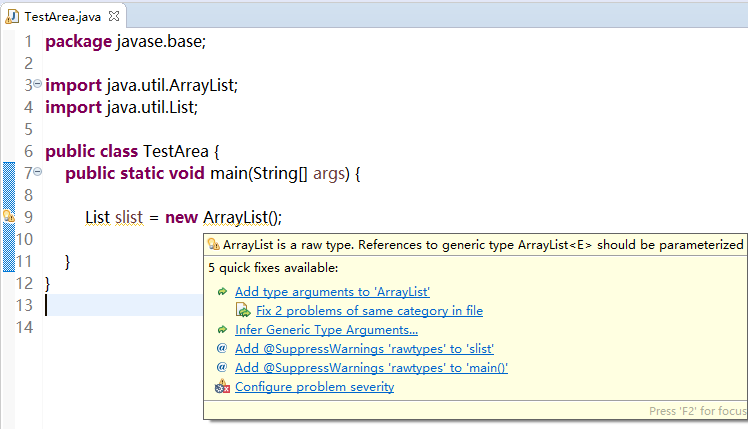 TestArea.java
1 package javase.base;
2
3 import java.util.ArrayList;
4 import java.util.List;
5
6 public class TestArea {
7 public static void main(String[] args) {
8
9 List slist = new ArrayList();
10
11 }
12 }
13
14
ArrayList is a raw type. References to generic type ArrayList<E> should be parameterized
5 quick fixes available:
Add type arguments to 'ArrayList'
Fix 2 problems of same category in file
Infer Generic Type Arguments...
@ Add @SuppressWarnings 'rawtypes' to 'slist'
@ Add @SuppressWarnings 'rawtypes' to 'main()'
Configure problem severity
Press 'F2' for focus